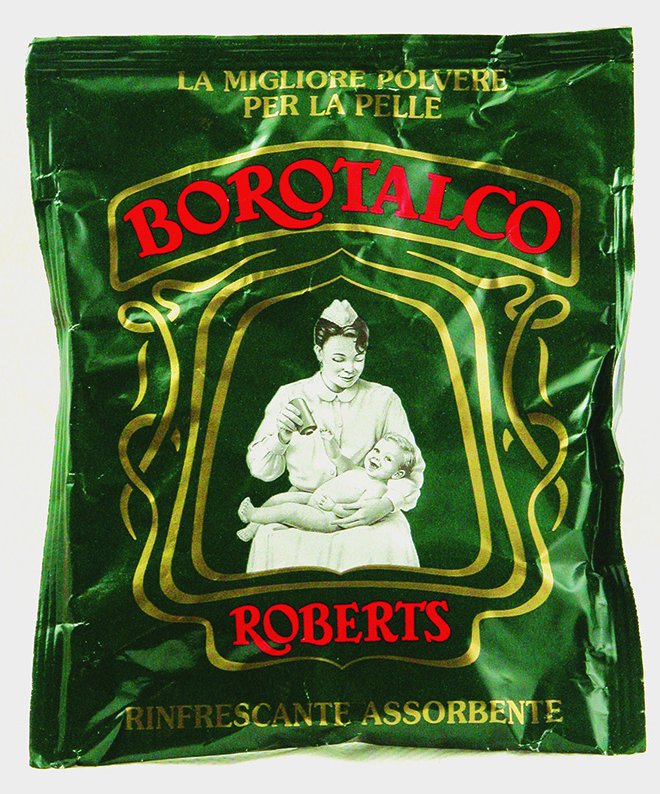 LA MIGLIORE POLVERE
PER LA PELLE
BOROTALCO
ROBERTS
RINFRESCANTE ASSORBENTE